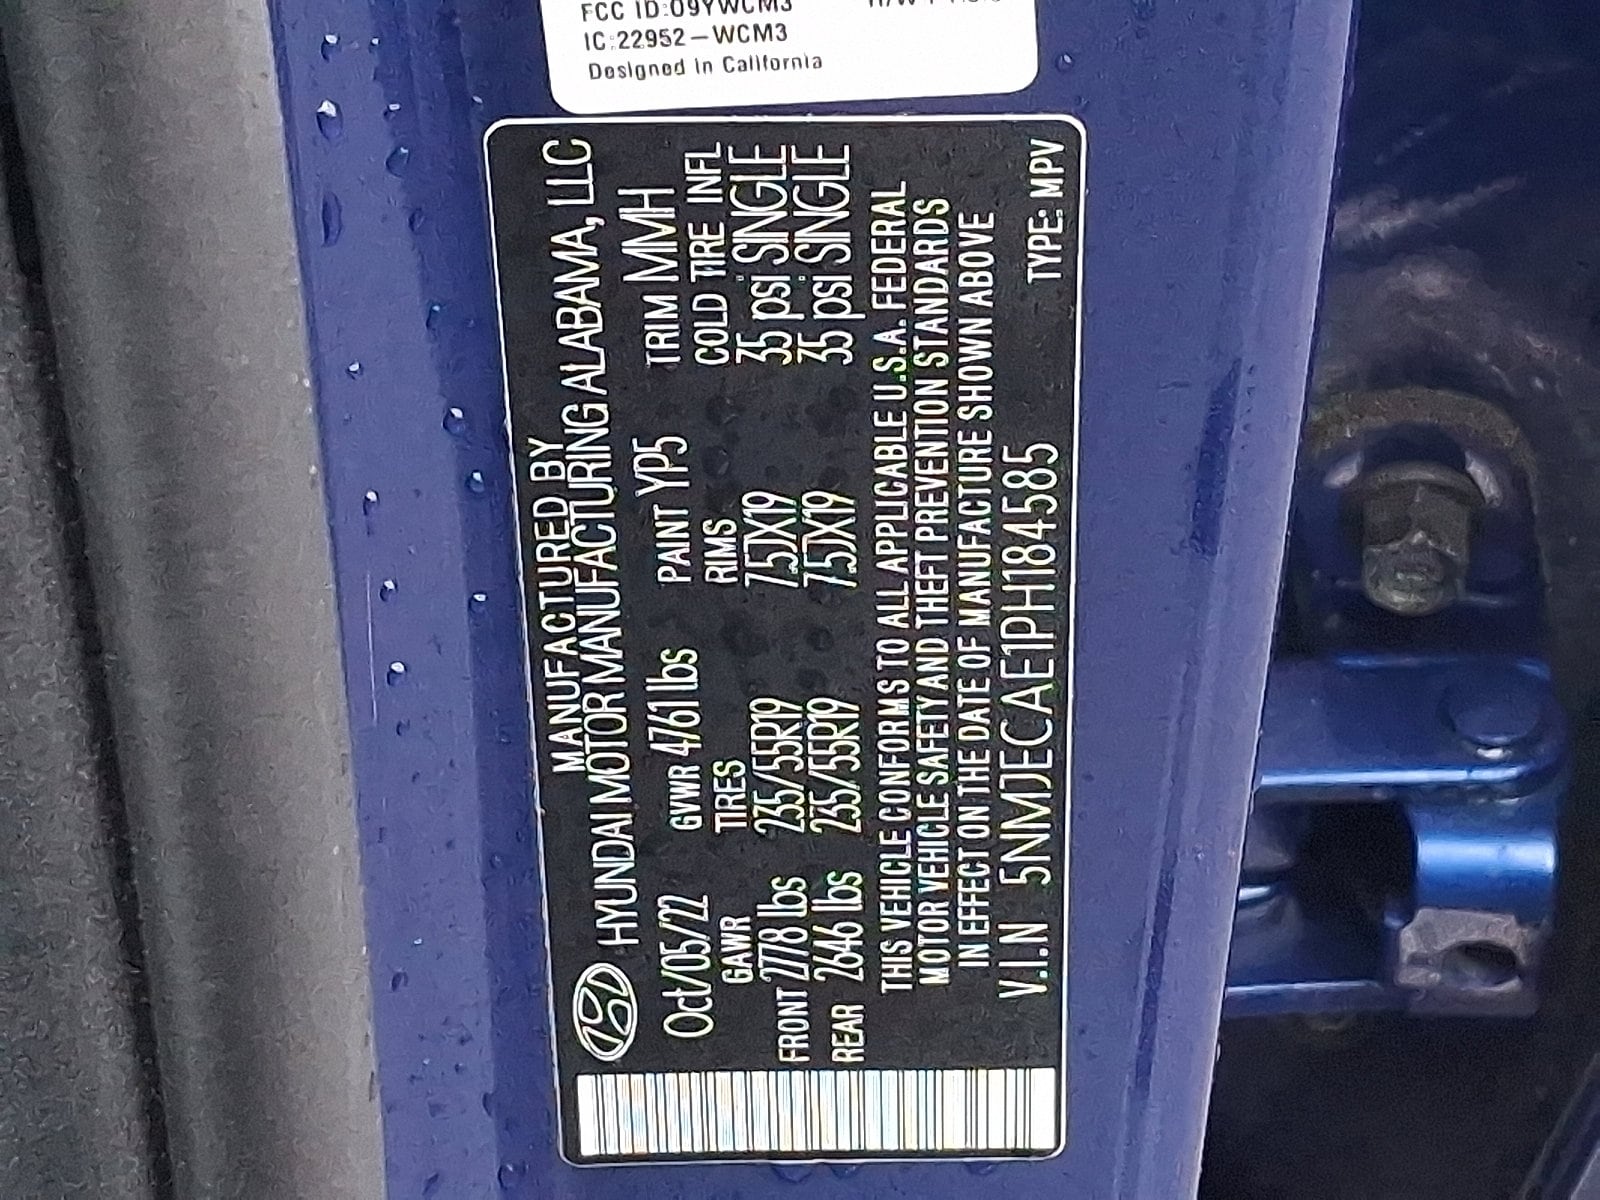 FCC ID:O9YWCM3
IC:22952-WCM3
Designed in California
MANUFACTURED BY
HYUNDAI MOTOR MANUFACTURING ALABAMA, LLC
Oct/05/22 GVWR 4761 lbs PAINT YP5 TRIM MMH
GAWR TIRES RIMS COLD TIRE INFL
FRONT 2778 lbs 235/55R19 7.5JX19 35 psi SINGLE
REAR 2646 lbs 235/55R19 7.5JX19 35 psi SINGLE
THIS VEHICLE CONFORMS TO ALL APPLICABLE U.S.A. FEDERAL
MOTOR VEHICLE SAFETY AND THEFT PREVENTION STANDARDS
IN EFFECT ON THE DATE OF MANUFACTURE SHOWN ABOVE
V.I.N 5NMJECAE1PH184585 TYPE: MPV